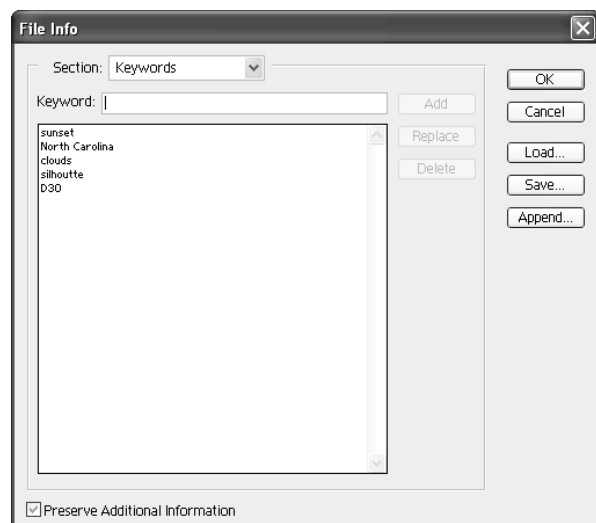 File Info
Section: Keywords
Keyword:
Add
OK
Cancel
sunset
North Carolina
clouds
silhoutte
D30
Replace
Delete
Load...
Save...
Append...
Preserve Additional Information